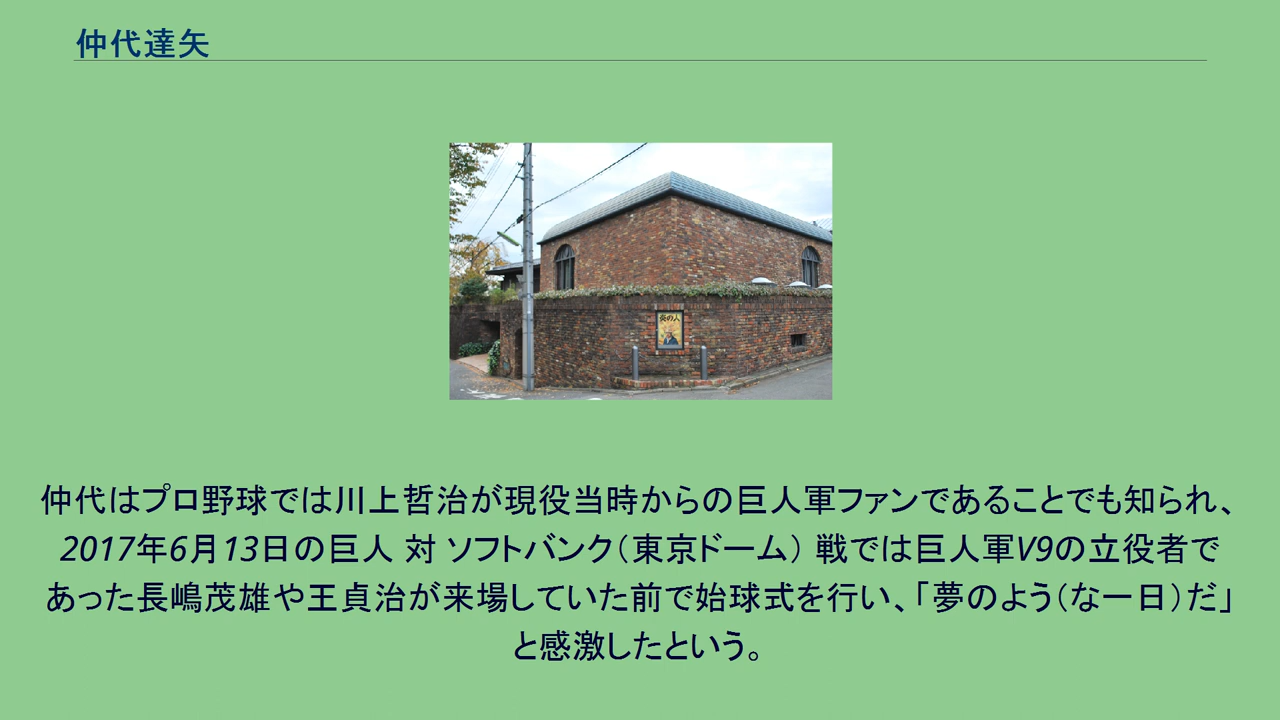 仲代達矢
炎の人
仲代はプロ野球では川上哲治が現役当時からの巨人軍ファンであることでも知られ、
2017年6月13日の巨人 対 ソフトバンク（東京ドーム） 戦では巨人軍V9の立役者で
あった長嶋茂雄や王貞治が来場していた前で始球式を行い、「夢のよう（な一日）だ」
と感激したという。